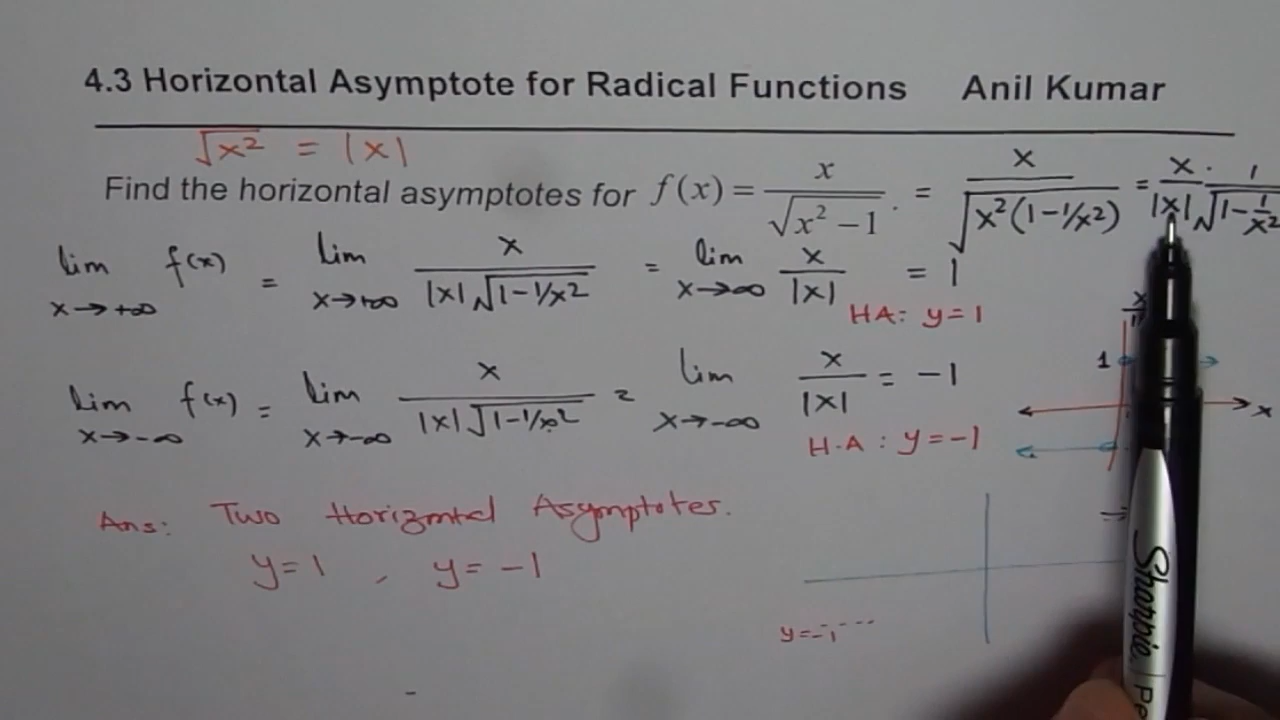 4.3 Horizontal Asymptote for Radical Functions Anil Kumar
√x² = |x|
Find the horizontal asymptotes for f(x) = x / √(x² − 1) . = x / √(x²(1 − 1/x²)) = x / |x| · 1 / √(1 − 1/x²)
lim x→+∞ f(x) = lim x→+∞ x / (|x| √(1 − 1/x²)) = lim x→∞ x / |x| = 1
HA: y = 1
lim x→−∞ f(x) = lim x→−∞ x / (|x| √(1 − 1/x²)) = lim x→−∞ x / |x| = −1
H.A : y = −1
1
x
Ans: Two Horizontal Asymptotes.
y = 1 , y = −1
y = −1
Sharpie